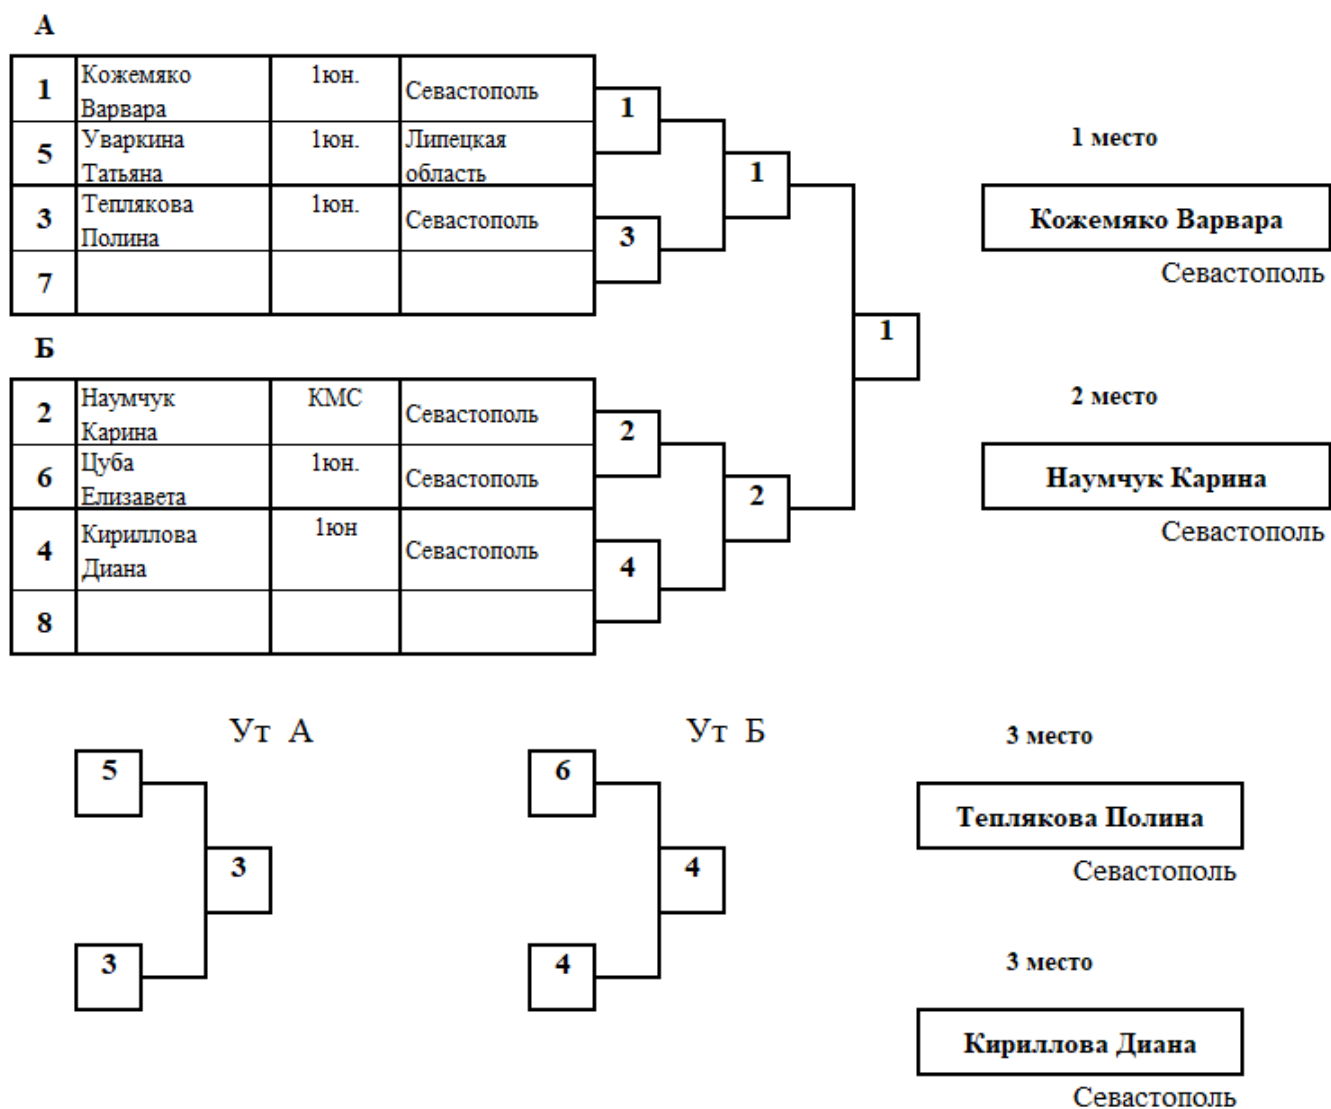 А
1 Кожемяко 1юн. Севастополь
Варвара
5 Уваркина 1юн. Липецкая
Татьяна область
3 Теплякова 1юн. Севастополь
Полина
7
1
3
1
1
Б
2 Наумчук КМС Севастополь
Карина
6 Цуба 1юн. Севастополь
Елизавета
4 Кириллова 1юн Севастополь
Диана
8
2
4
2
1 место
Кожемяко Варвара
Севастополь
2 место
Наумчук Карина
Севастополь
Ут А
5
3
3
Ут Б
6
4
4
3 место
Теплякова Полина
Севастополь
3 место
Кириллова Диана
Севастополь